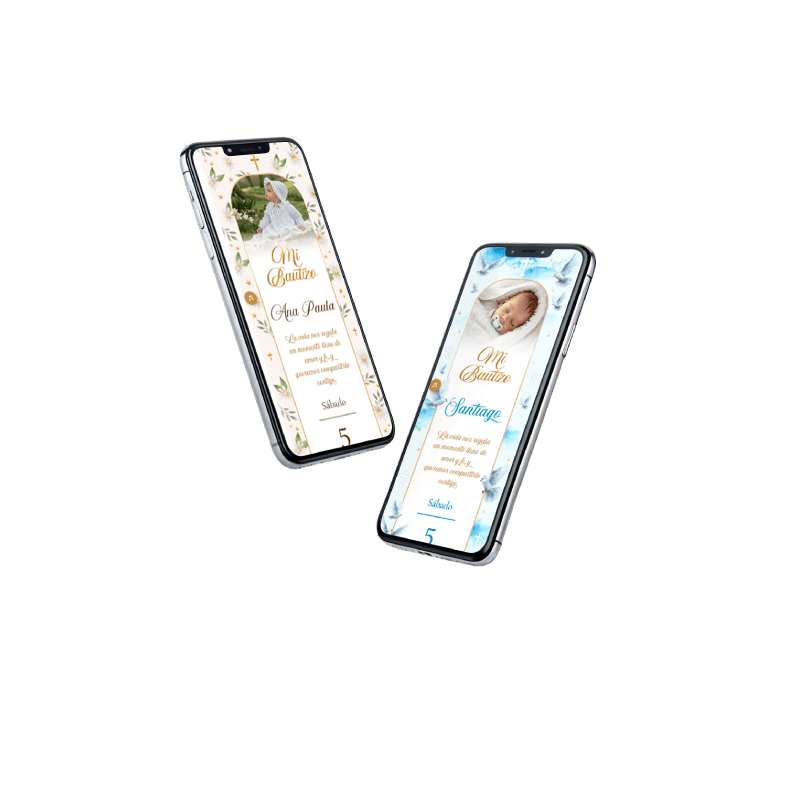 Mi
Bautizo
Ana Paula
La vida nos regala
un momento lleno de
amor y fe y
queremos compartirlo
contigo.
Sábado
5
Mi
Bautizo
Santiago
La vida nos regala
un momento lleno de
amor y fe y
queremos compartirlo
contigo.
Sábado
5